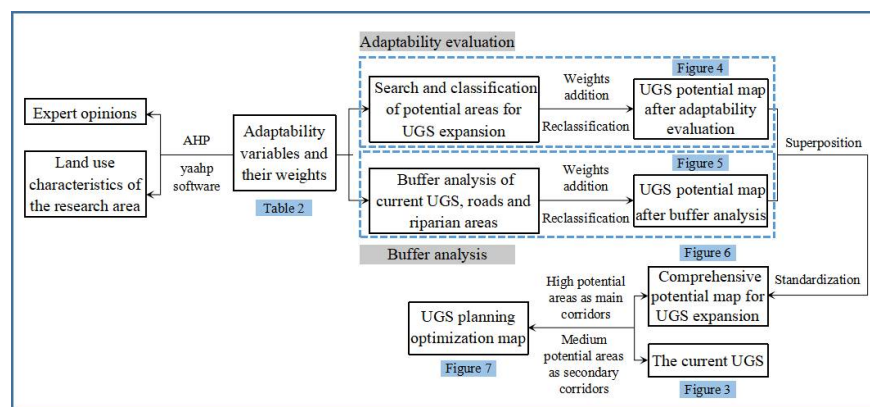 Adaptability evaluation
Expert opinions
Land use
characteristics of
the research area
AHP
yaahp
software
Adaptability
variables and
their weights
Table 2
Search and classification
of potential areas for
UGS expansion
Weights
addition
Reclassification
Figure 4
UGS potential map
after adaptability
evaluation
Buffer analysis of
current UGS, roads and
riparian areas
Weights
addition
Reclassification
Figure 5
UGS potential map
after buffer analysis
Buffer analysis
Superposition
Standardization
Figure 6
Comprehensive
potential map for
UGS expansion
High potential
areas as main
corridors
Medium
potential areas
as secondary
corridors
UGS planning
optimization map
Figure 7
The current UGS
Figure 3